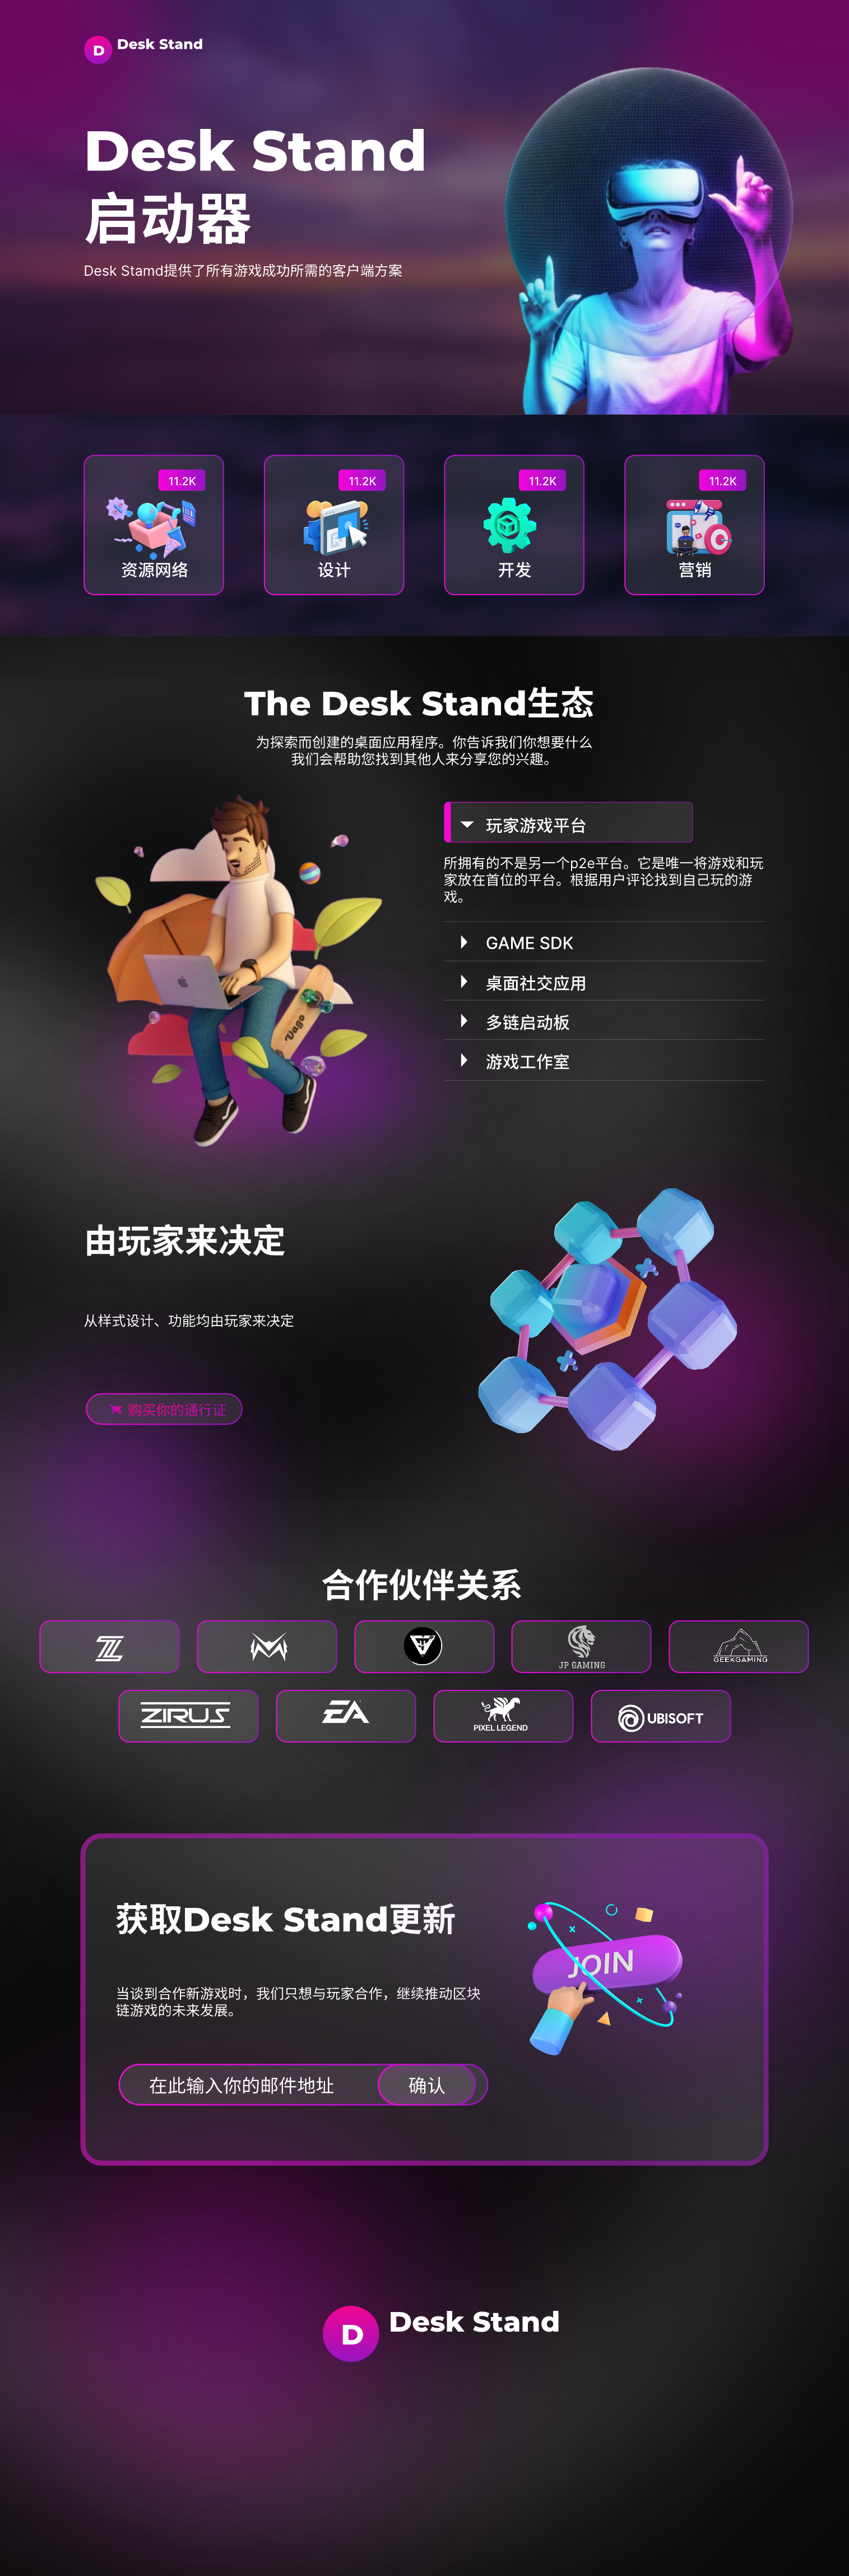 D
Desk Stand
Desk Stand
启动器
Desk Stamd提供了所有游戏成功所需的客户端方案
11.2K
11.2K
11.2K
11.2K
资源网络
设计
开发
营销
The Desk Stand生态
为探索而创建的桌面应用程序。你告诉我们你想要什么
我们会帮助您找到其他人来分享您的兴趣。
玩家游戏平台
所拥有的不是另一个p2e平台。它是唯一将游戏和玩
家放在首位的平台。根据用户评论找到自己玩的游
戏。
GAME SDK
桌面社交应用
多链启动板
游戏工作室
Vago
由玩家来决定
从样式设计、功能均由玩家来决定
购买你的通行证
合作伙伴关系
JP GAMING
GEEKGAMING
ZIRUS
EA
PIXEL LEGEND
UBISOFT
获取Desk Stand更新
JOIN
当谈到合作新游戏时，我们只想与玩家合作，继续推动区块
链游戏的未来发展。
在此输入你的邮件地址
确认
D
Desk Stand